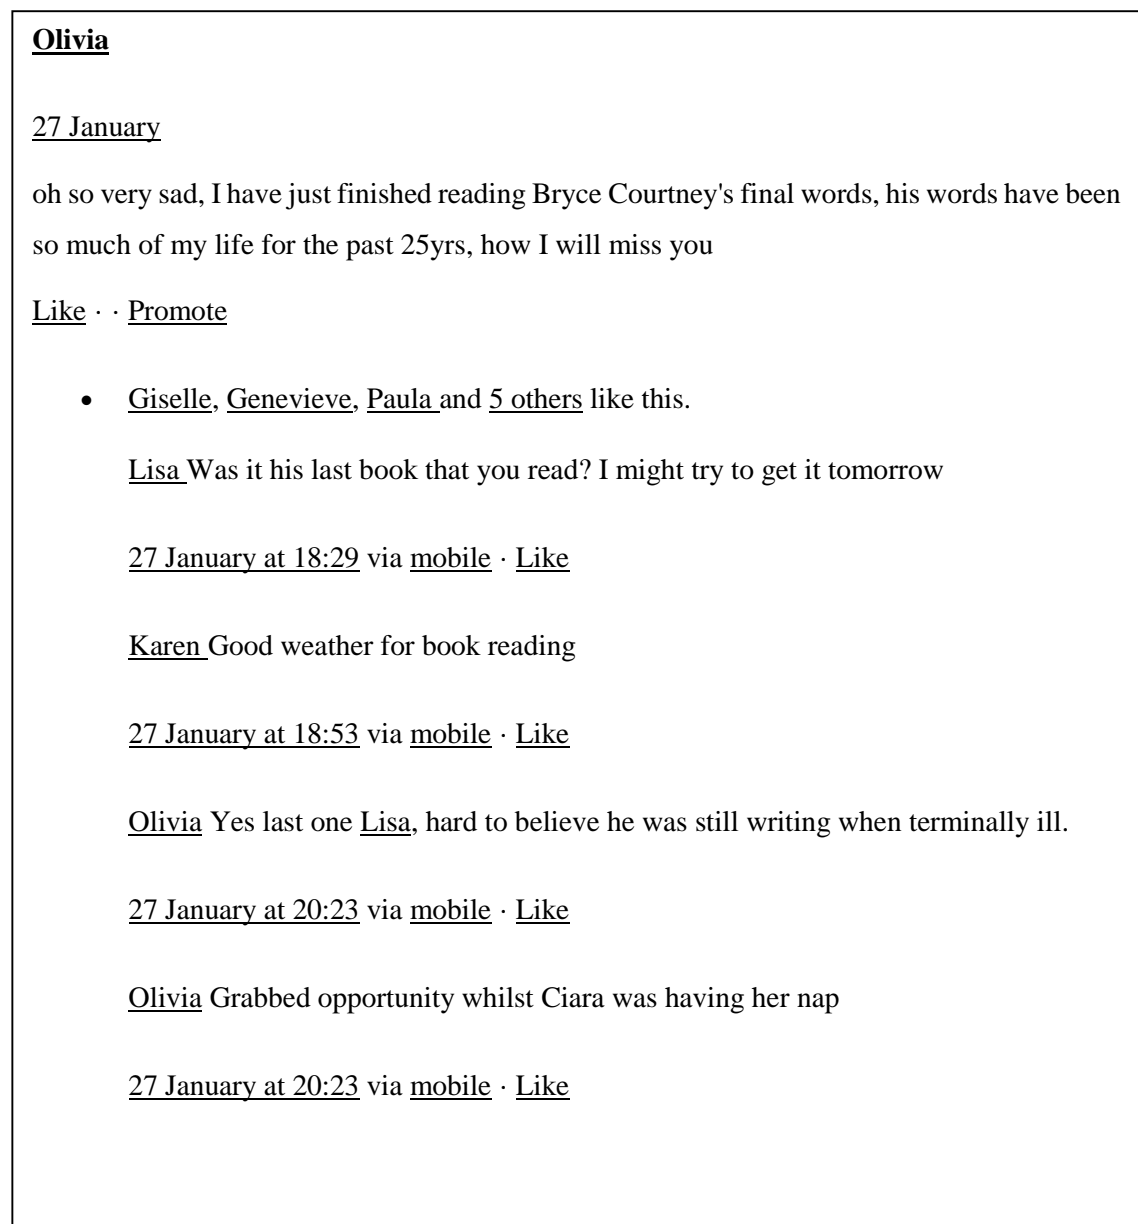 Olivia
27 January
oh so very sad, I have just finished reading Bryce Courtney's final words, his words have been
so much of my life for the past 25yrs, how I will miss you
Like · · Promote
• Giselle, Genevieve, Paula and 5 others like this.
Lisa Was it his last book that you read? I might try to get it tomorrow
27 January at 18:29 via mobile · Like
Karen Good weather for book reading
27 January at 18:53 via mobile · Like
Olivia Yes last one Lisa, hard to believe he was still writing when terminally ill.
27 January at 20:23 via mobile · Like
Olivia Grabbed opportunity whilst Ciara was having her nap
27 January at 20:23 via mobile · Like